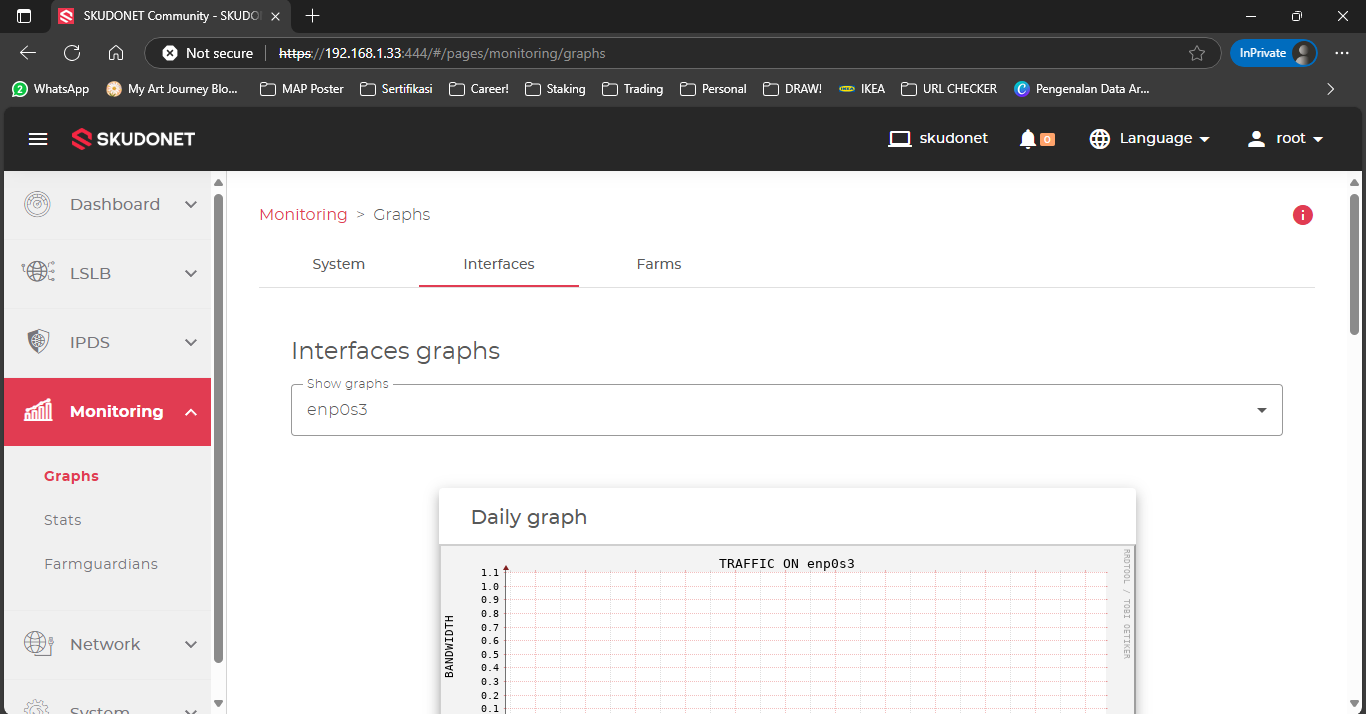 SKUDONET Community - SKUDO
Not secure
https://192.168.1.33:444/#/pages/monitoring/graphs
InPrivate
2
WhatsApp
My Art Journey Blo...
MAP Poster
Sertifikasi
Career!
Staking
Trading
Personal
DRAW!
IKEA
IKEA
URL CHECKER
Pengenalan Data Ar...
SKUDONET
skudonet
0
Language
root
Dashboard
LSLB
IPDS
Monitoring
Graphs
Stats
Farmguardians
Network
System
Monitoring > Graphs
System
Interfaces
Farms
Interfaces graphs
Show graphs
enp0s3
Daily graph
TRAFFIC ON enp0s3
BANDWIDTH
1.1
1.0
0.9
0.8
0.7
0.6
0.5
0.4
0.3
0.2
0.1
RRDTOOL / TOBI OETIKER